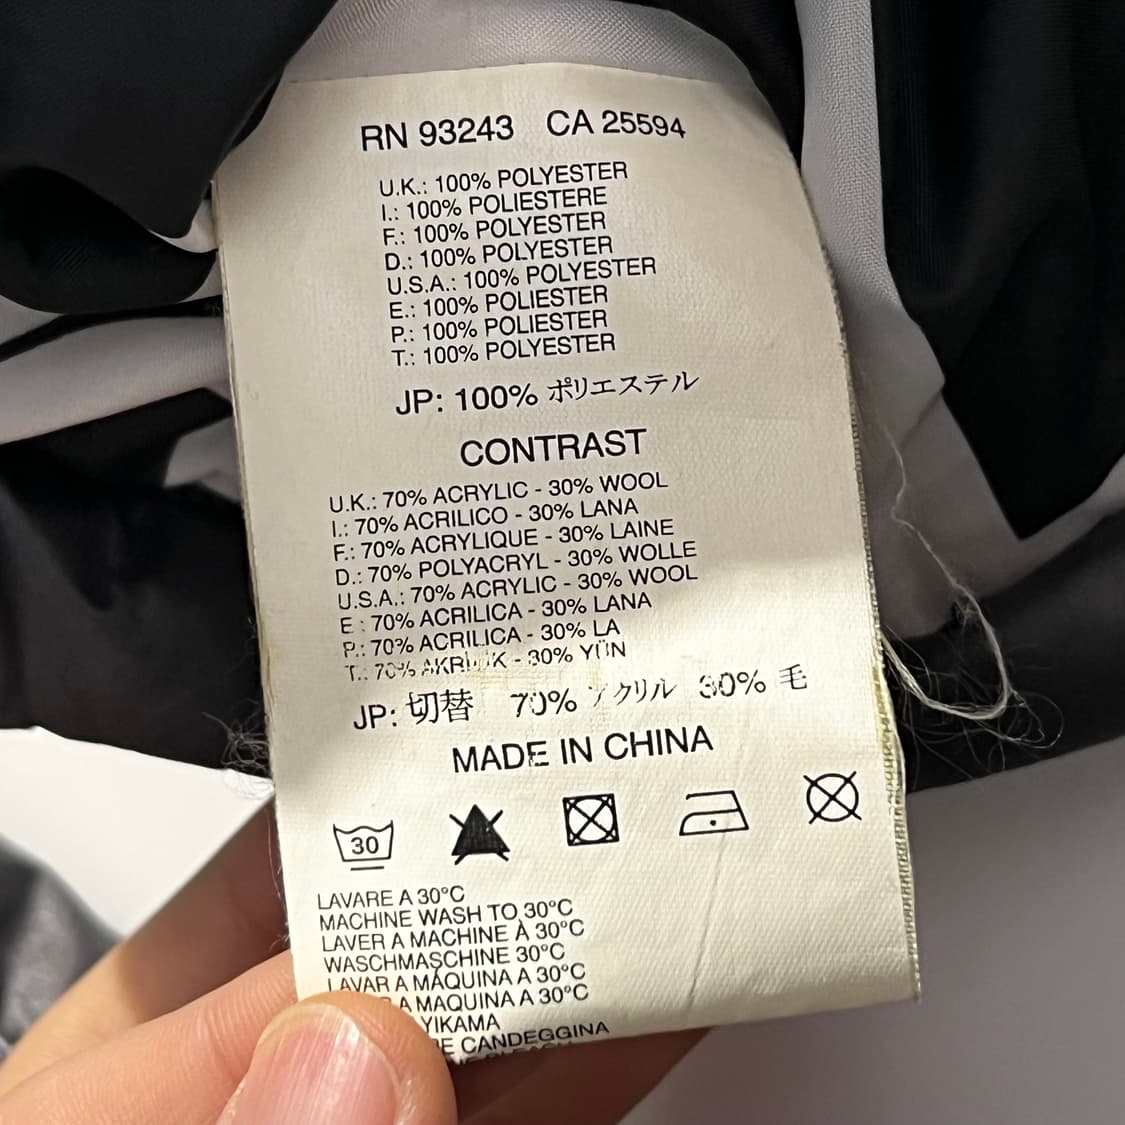 RN 93243 CA 25594
U.K.: 100% POLYESTER
I.: 100% POLIESTERE
F.: 100% POLYESTER
D.: 100% POLYESTER
U.S.A.: 100% POLYESTER
E.: 100% POLIESTER
P.: 100% POLIESTER
T.: 100% POLYESTER
JP: 100% ポリエステル
CONTRAST
U.K.: 70% ACRYLIC - 30% WOOL
I.: 70% ACRILICO - 30% LANA
F.: 70% ACRYLIQUE - 30% LAINE
D.: 70% POLYACRYL - 30% WOLLE
U.S.A.: 70% ACRYLIC - 30% WOOL
E : 70% ACRILICA - 30% LANA
P.: 70% ACRILICA - 30% LA
T.: 70% - 30% YÜN
JP: 切替 70% アクリル 30% 毛
MADE IN CHINA
30
LAVARE A 30°C
MACHINE WASH TO 30°C
LAVER A MACHINE À 30°C
WASCHMASCHINE 30°C
LAVAR A MÁQUINA A 30°C
A MAQUINA A 30°C
YIKAMA
CANDEGGINA